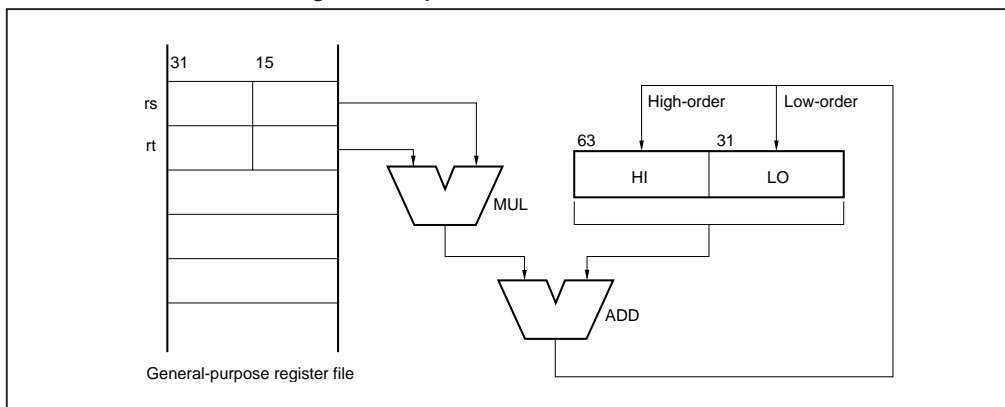 31 15
rs
rt
MUL
High-order Low-order
63 31
HI LO
ADD
General-purpose register file